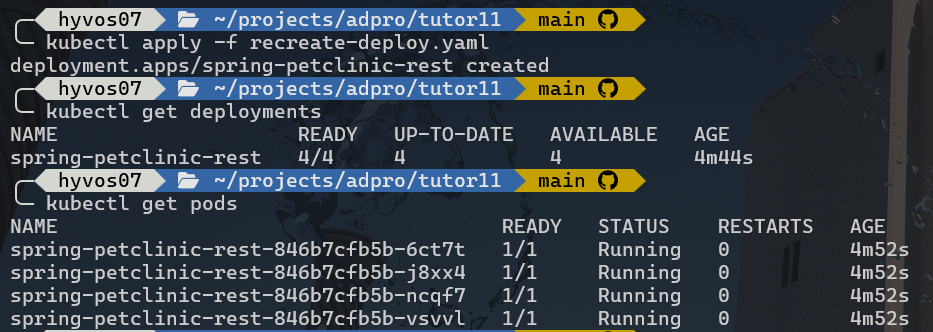 hyvos07 ~/projects/adpro/tutor11 main
kubectl apply -f recreate-deploy.yaml
deployment.apps/spring-petclinic-rest created
hyvos07 ~/projects/adpro/tutor11 main
kubectl get deployments
NAME READY UP-TO-DATE AVAILABLE AGE
spring-petclinic-rest 4/4 4 4 4m44s
hyvos07 ~/projects/adpro/tutor11 main
kubectl get pods
NAME READY STATUS RESTARTS AGE
spring-petclinic-rest-846b7cfb5b-6ct7t 1/1 Running 0 4m52s
spring-petclinic-rest-846b7cfb5b-j8xx4 1/1 Running 0 4m52s
spring-petclinic-rest-846b7cfb5b-ncqf7 1/1 Running 0 4m52s
spring-petclinic-rest-846b7cfb5b-vsvvl 1/1 Running 0 4m52s